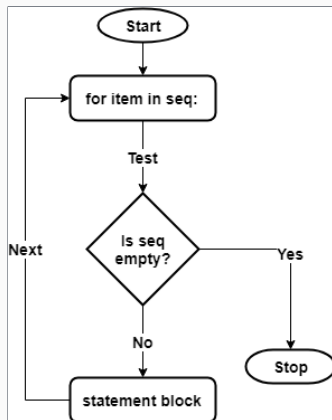 Start
for item in seq:
Test
Is seq
empty?
Next
Yes
No
Stop
statement block